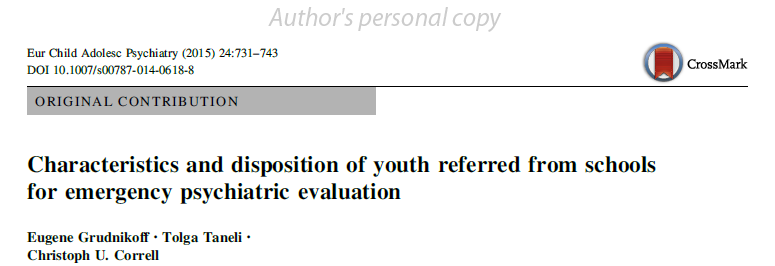 Author's personal copy
Eur Child Adolesc Psychiatry (2015) 24:731–743
DOI 10.1007/s00787-014-0618-8
CrossMark
ORIGINAL CONTRIBUTION
Characteristics and disposition of youth referred from schools
for emergency psychiatric evaluation
Eugene Grudnikoff · Tolga Taneli ·
Christoph U. Correll